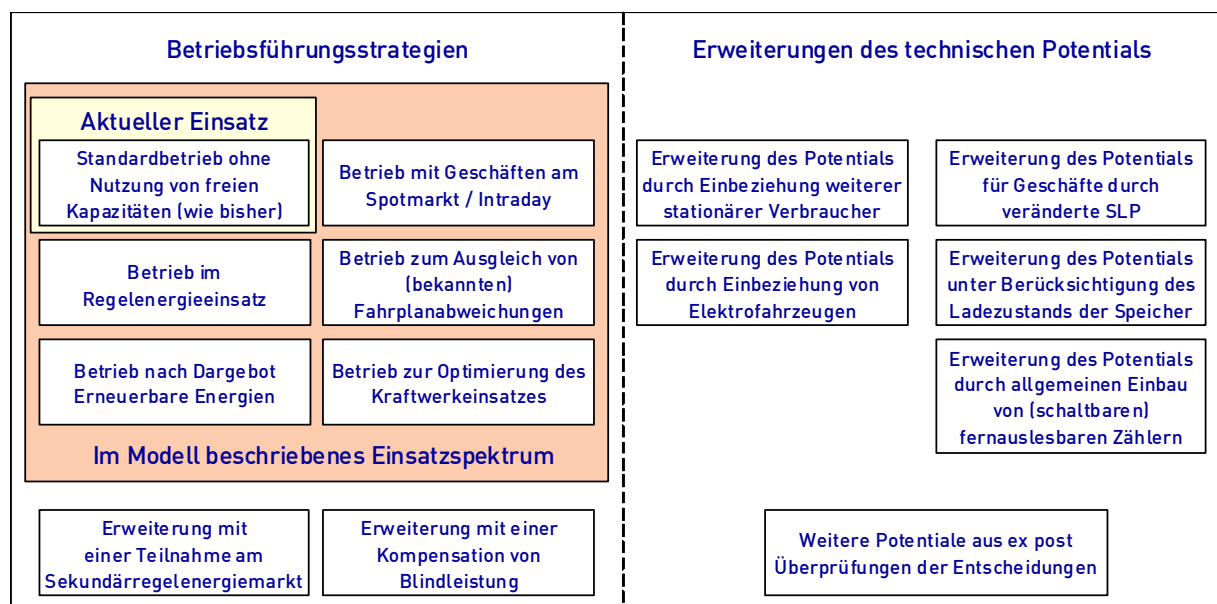 Betriebsführungsstrategien
Aktueller Einsatz
Standardbetrieb ohne
Nutzung von freien
Kapazitäten (wie bisher)
Betrieb mit Geschäften am
Spotmarkt / Intraday
Betrieb im
Regelenergieeinsatz
Betrieb zum Ausgleich von
(bekannten)
Fahrplanabweichungen
Betrieb nach Dargebot
Erneuerbare Energien
Betrieb zur Optimierung des
Kraftwerkeinsatzes
Im Modell beschriebenes Einsatzspektrum
Erweiterung mit
einer Teilnahme am
Sekundärregelenergiemarkt
Erweiterung mit einer
Kompensation von
Blindleistung
Erweiterungen des technischen Potentials
Erweiterung des Potentials
durch Einbeziehung weiterer
stationärer Verbraucher
Erweiterung des Potentials
für Geschäfte durch
veränderte SLP
Erweiterung des Potentials
durch Einbeziehung von
Elektrofahrzeugen
Erweiterung des Potentials
unter Berücksichtigung des
Ladezustands der Speicher
Erweiterung des Potentials
durch allgemeinen Einbau
von (schaltbaren)
fernauslesbaren Zählern
Weitere Potentiale aus ex post
Überprüfungen der Entscheidungen